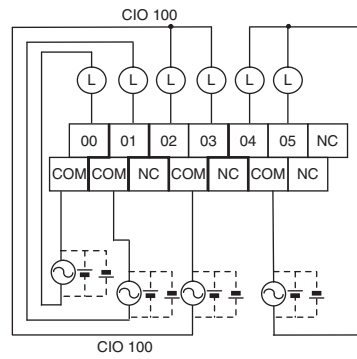 CIO 100
L L L L L L
00 01 02 03 04 05 NC
COM COM NC COM NC COM NC
CIO 100